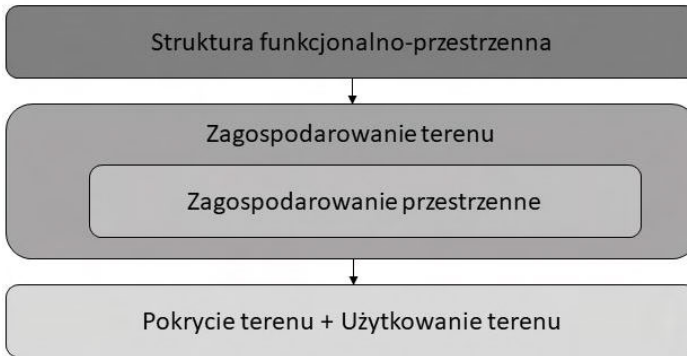 Struktura funkcjonalno-przestrzenna
Zagospodarowanie terenu
Zagospodarowanie przestrzenne
Pokrycie terenu + Użytkowanie terenu